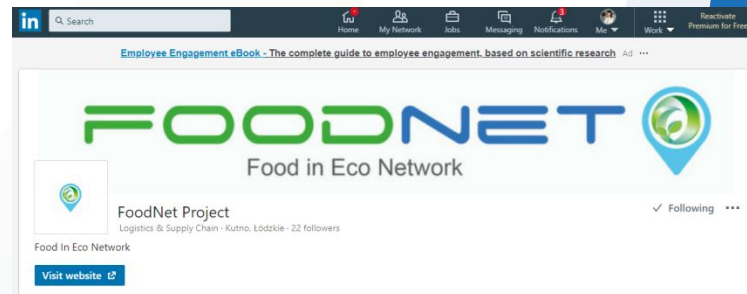 in Search
Home My Network Jobs Messaging 3 Notifications Me Work Reactivate
Premium for Free
Employee Engagement eBook - The complete guide to employee engagement, based on scientific research Ad ...
FOODNET
Food in Eco Network
FoodNet Project
✓ Following ...
Logistics & Supply Chain · Kutno, Łódzkie · 22 followers
Food In Eco Network
Visit website